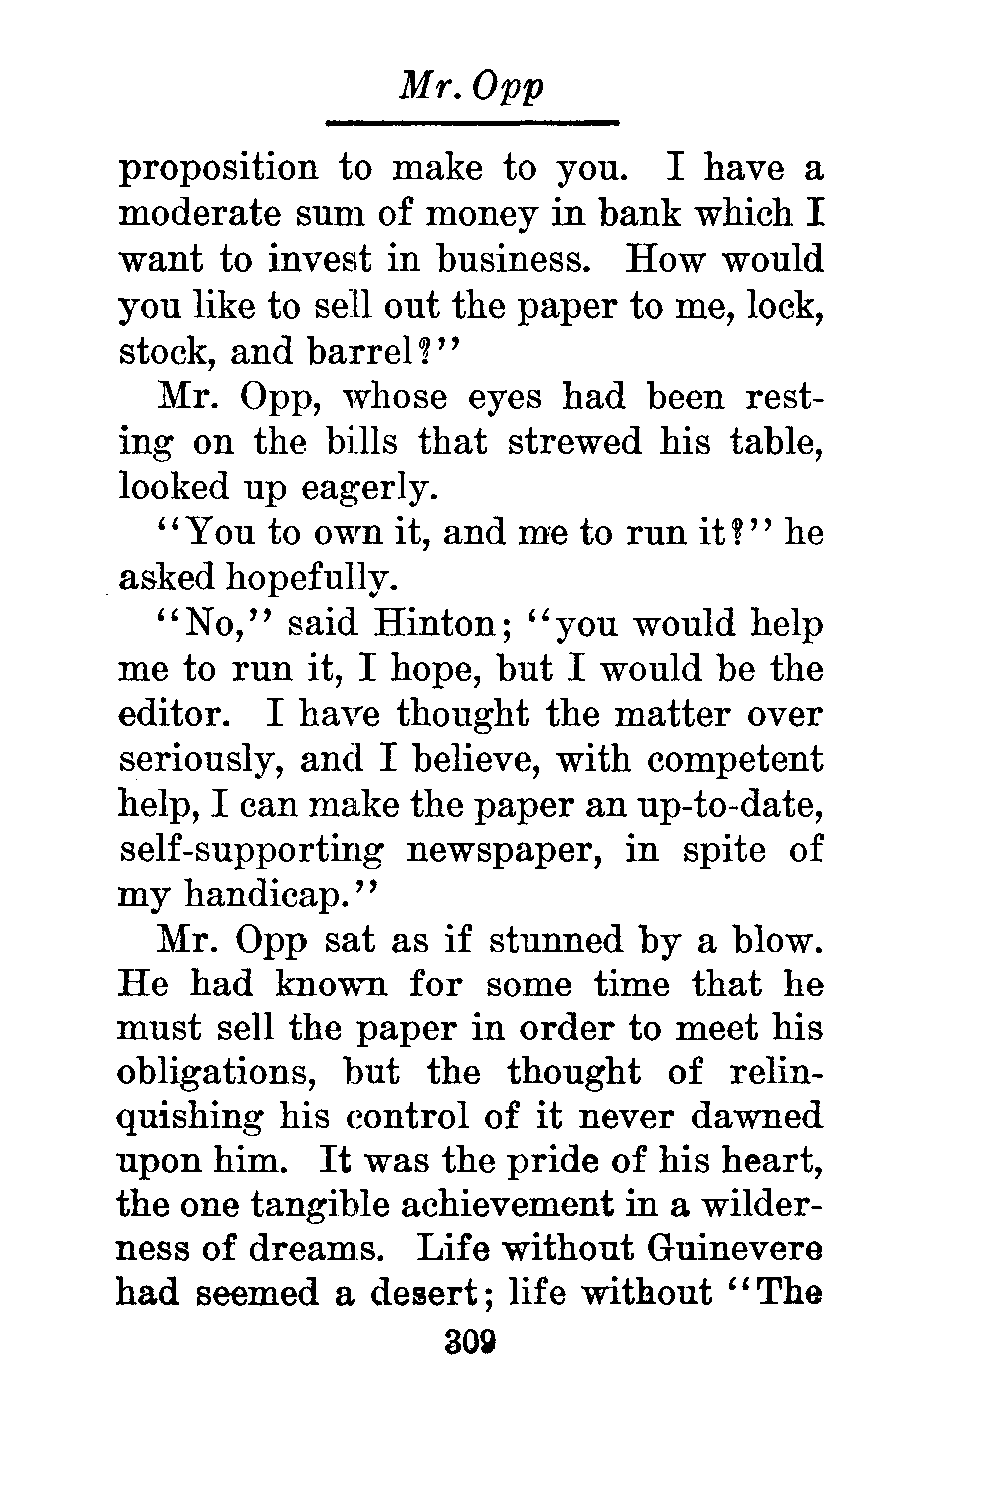 Mr. Opp
proposition to make to you. I have a
moderate sum of money in bank which I
want to invest in business. How would
you like to sell out the paper to me, lock,
stock, and barrel?"
Mr. Opp, whose eyes had been rest-
ing on the bills that strewed his table,
looked up eagerly.
"You to own it, and me to run it?" he
asked hopefully.
"No," said Hinton; "you would help
me to run it, I hope, but I would be the
editor. I have thought the matter over
seriously, and I believe, with competent
help, I can make the paper an up-to-date,
self-supporting newspaper, in spite of
my handicap."
Mr. Opp sat as if stunned by a blow.
He had known for some time that he
must sell the paper in order to meet his
obligations, but the thought of relin-
quishing his control of it never dawned
upon him. It was the pride of his heart,
the one tangible achievement in a wilder-
ness of dreams. Life without Guinevere
had seemed a desert; life without "The
309